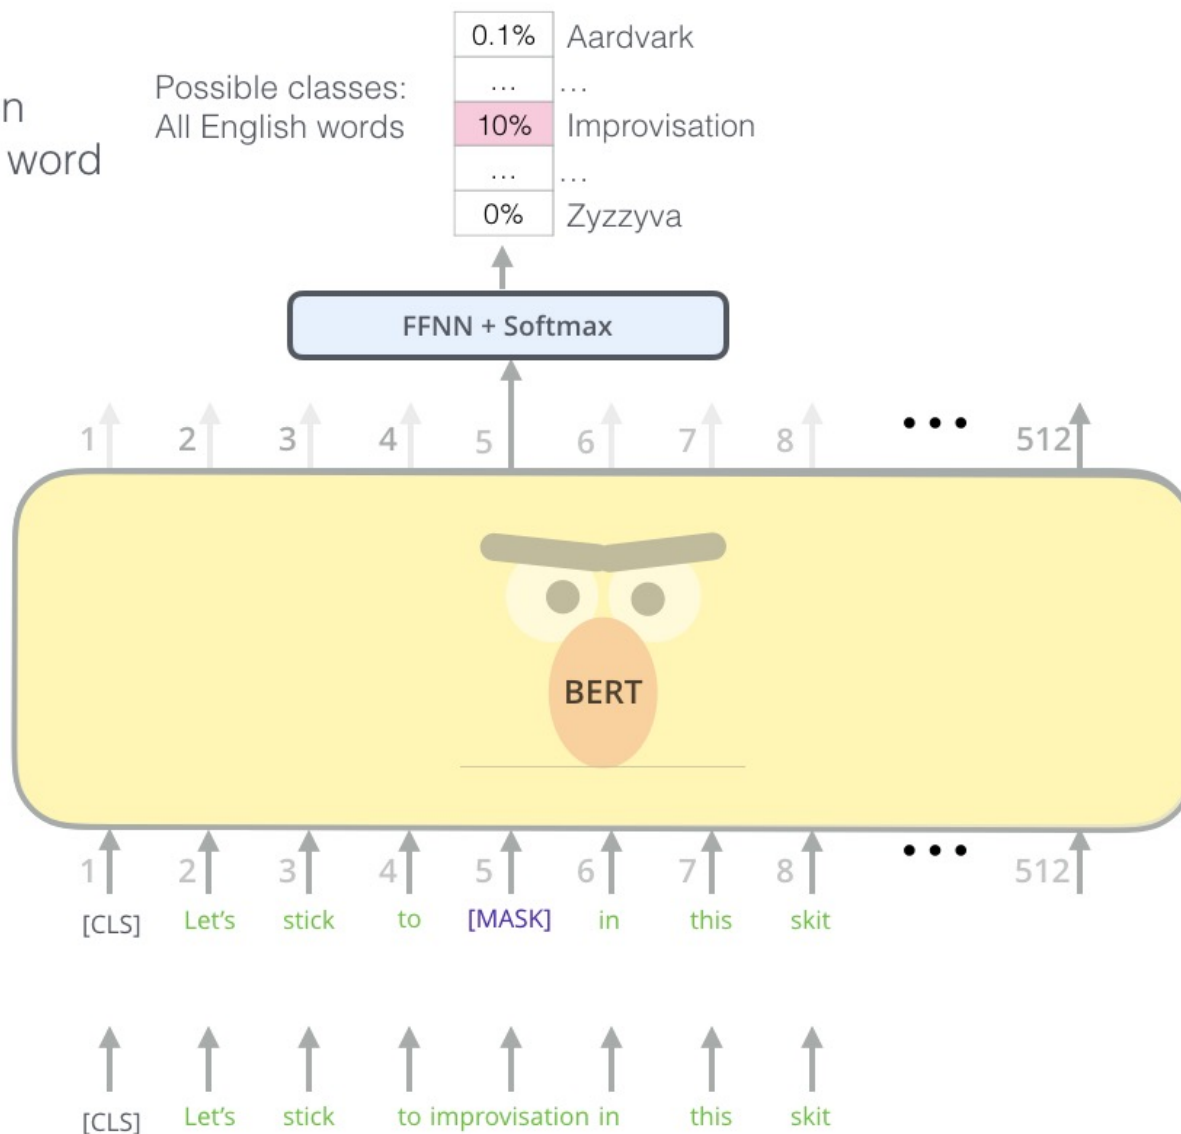 0.1% Aardvark
... ...
Possible classes:
n
All English words
10% Improvisation
word
... ...
0% Zyzzyva
FFNN + Softmax
1 2 3 4 5 6 7 8 ... 512
BERT
1 2 3 4 5 6 7 8 ... 512
[CLS] Let's stick to [MASK] in this skit
[CLS] Let's stick to improvisation in this skit